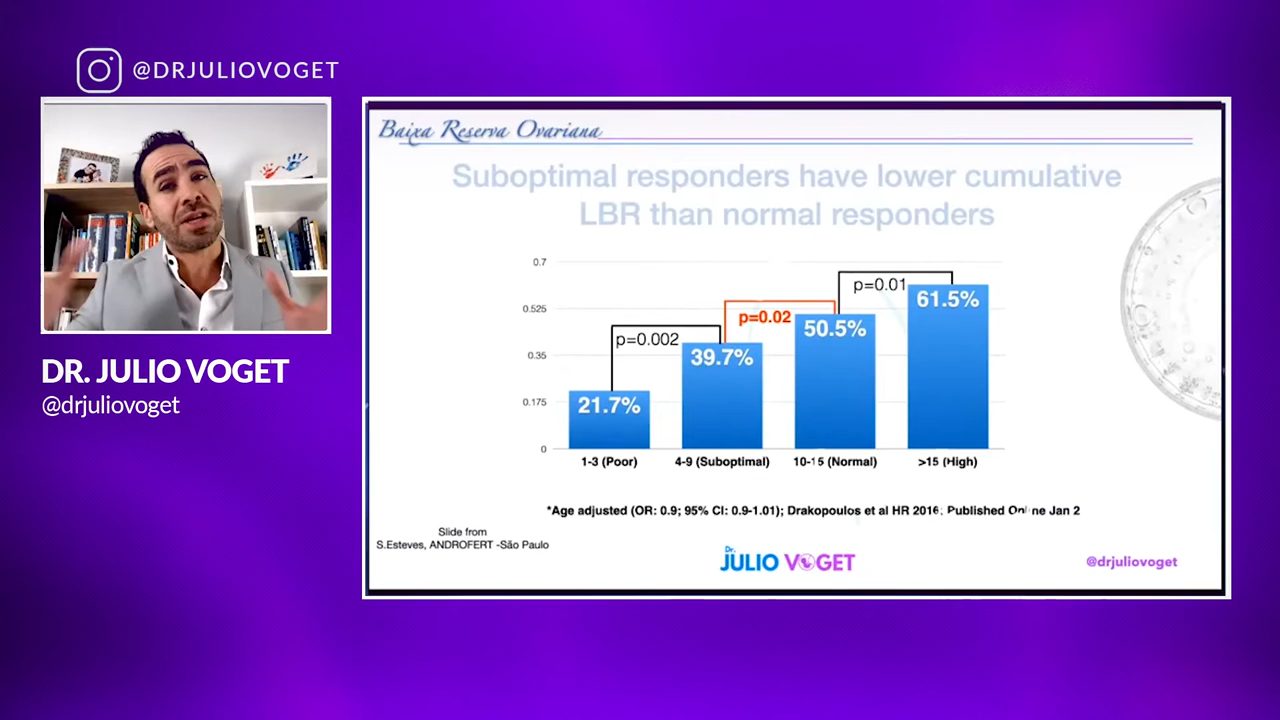 @DRJULIOVOGET
DR. JULIO VOGET
@drjuliovoget
Baixa Reserva Ovariana
Suboptimal responders have lower cumulative
LBR than normal responders
0.7
0.525
0.35
0.175
0
p=0.002
p=0.02
p=0.01
21.7%
39.7%
50.5%
61.5%
1-3 (Poor)
4-9 (Suboptimal)
10-15 (Normal)
>15 (High)
*Age adjusted (OR: 0.9; 95% CI: 0.9-1.01); Drakopoulos et al HR 2016; Published Online Jan 2
Slide from
S.Esteves, ANDROFERT -São Paulo
Dr.
JULIO VOGET
@drjuliovoget